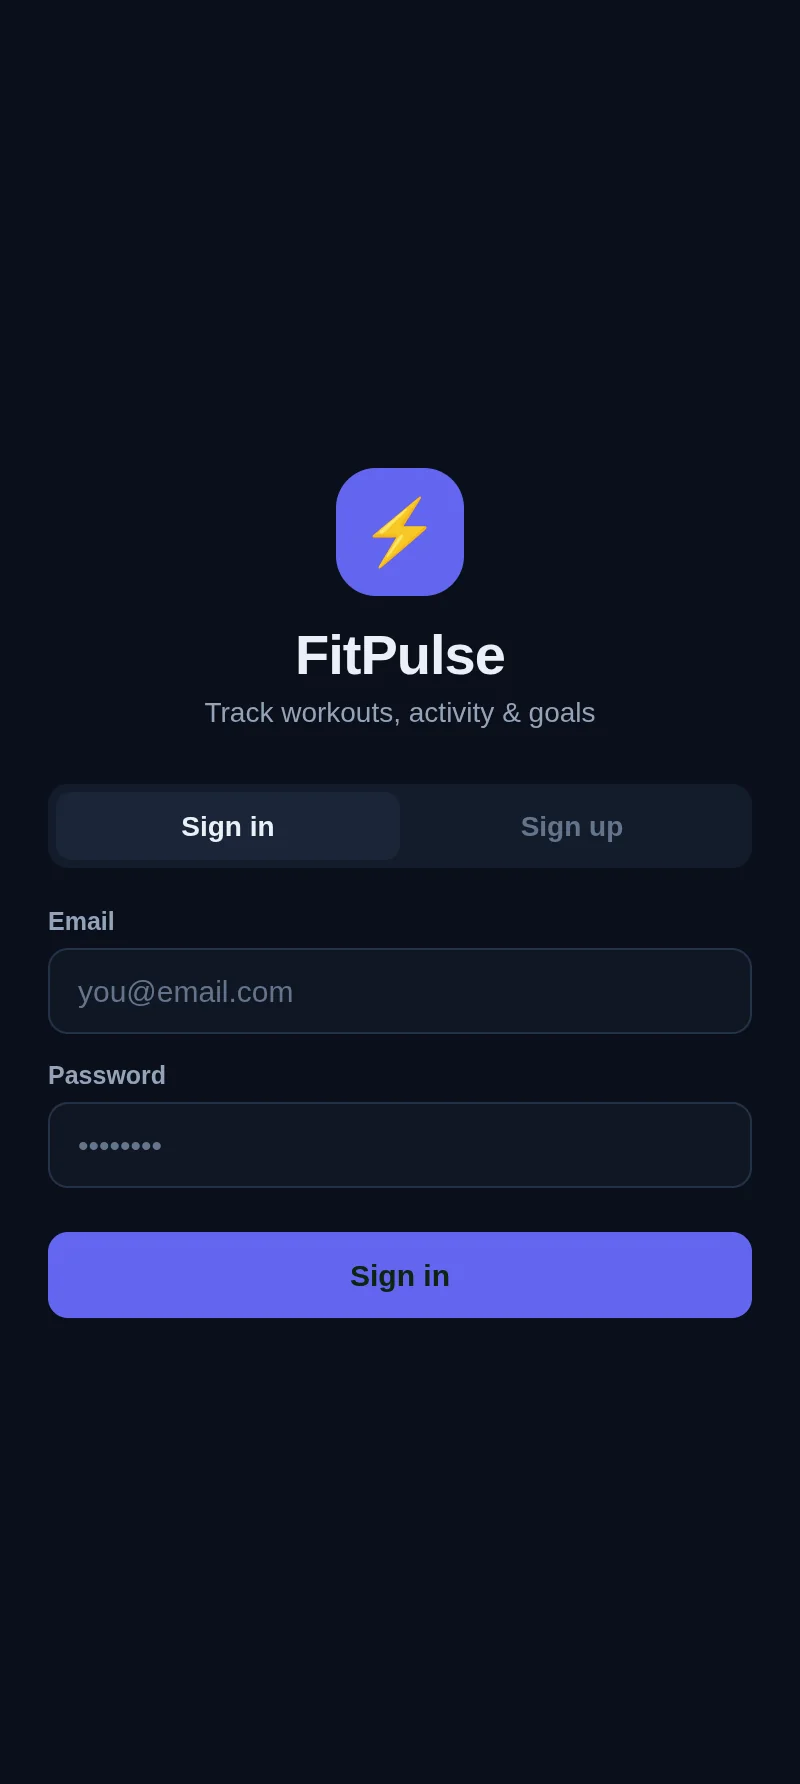 FitPulse
Track workouts, activity & goals
Sign in
Sign up
Email
you@email.com
Password
••••••••
Sign in